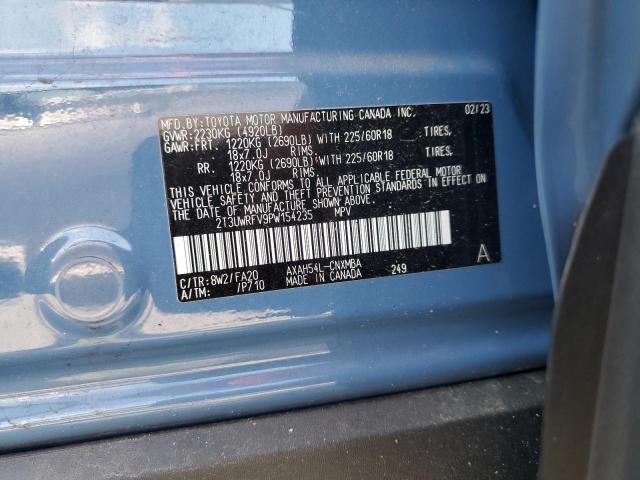 MFD. BY: TOYOTA MOTOR MANUFACTURING CANADA INC. 02/23
GVWR: 2230KG (4920LB)
GAWR: FRT. 1220KG (2690LB) WITH 225/60R18 TIRES,
18x7.0J RIMS,
RR. 1220KG (2690LB) WITH 225/60R18 TIRES,
18x7.0J RIMS,
THIS VEHICLE CONFORMS TO ALL APPLICABLE FEDERAL MOTOR
VEHICLE SAFETY AND THEFT PREVENTION STANDARDS IN EFFECT
ON THE DATE OF MANUFACTURE SHOWN ABOVE.
2T3UWRFV9PW154235 MPV
C/TR: 8W2/FA20 AXAH54L-CNXMBA 249 A
A/TM: /P710 MADE IN CANADA